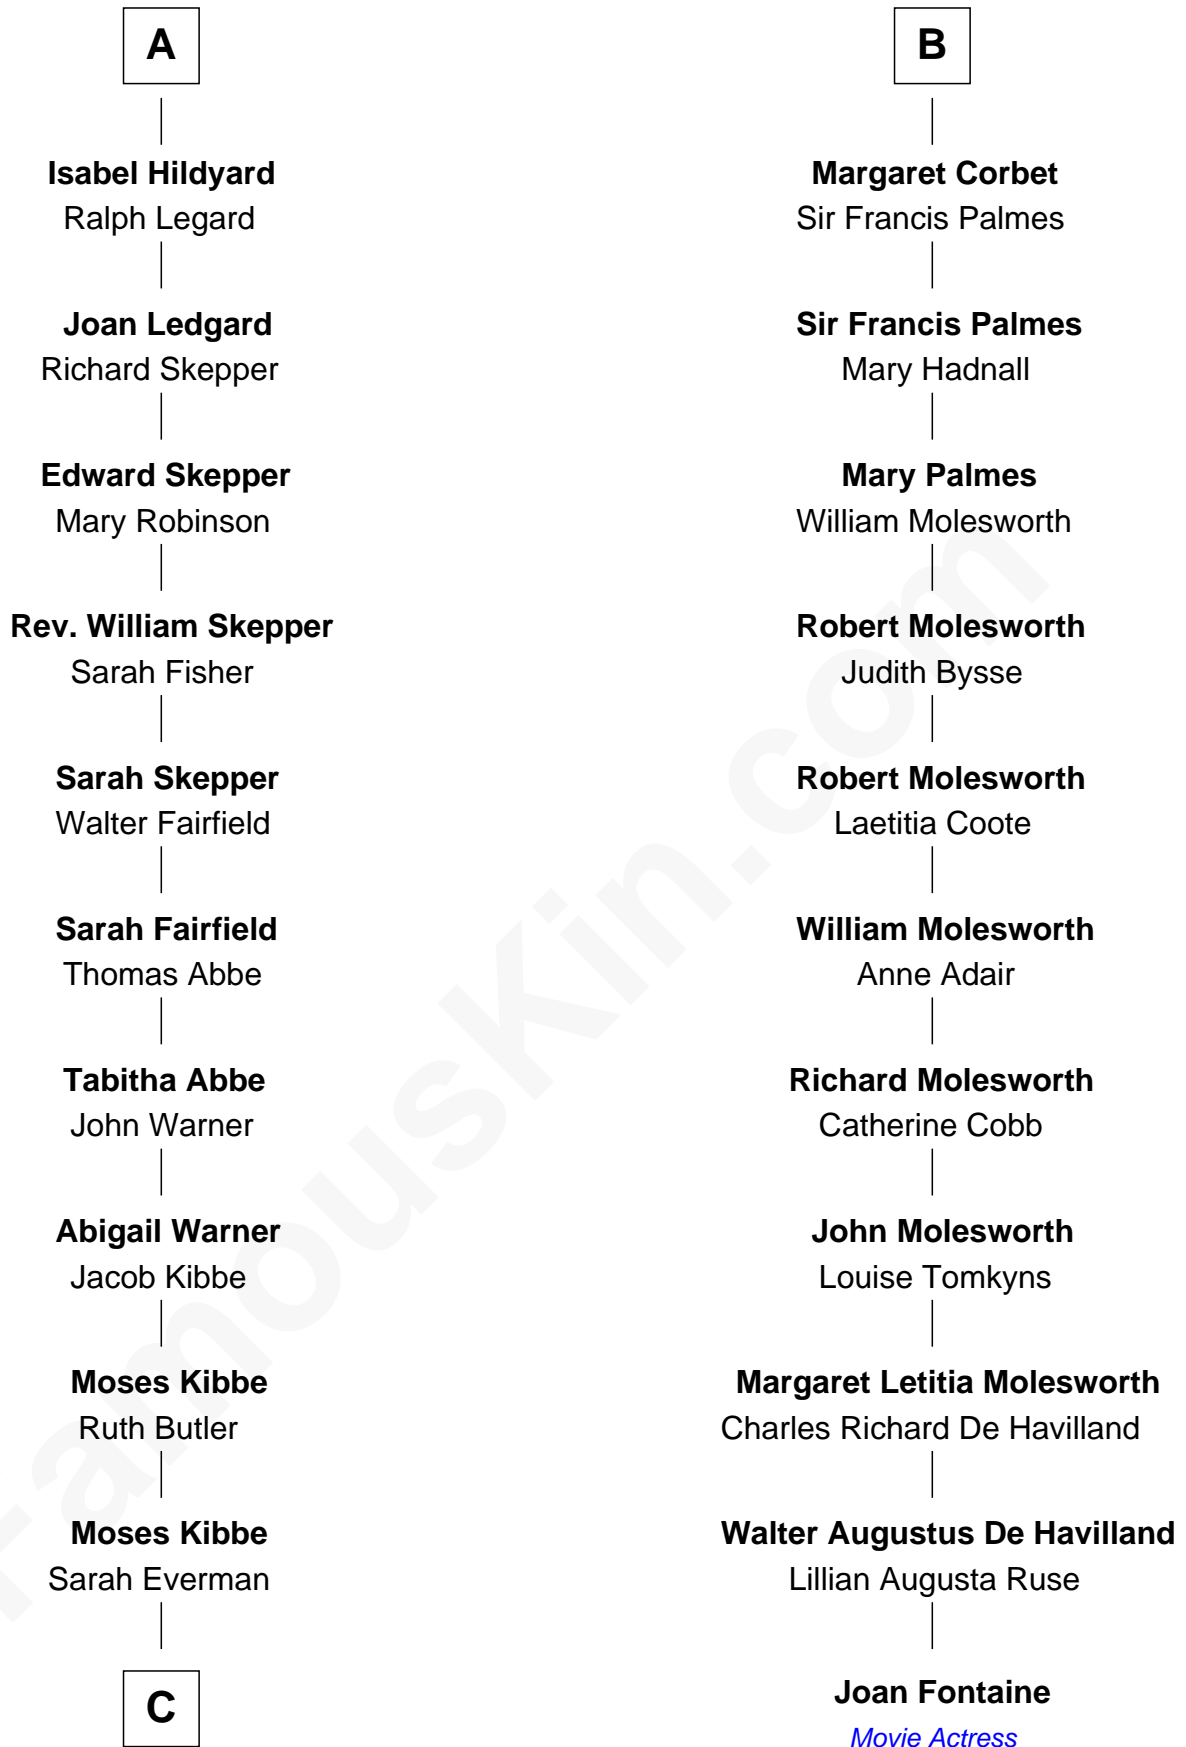 A
Isabel Hildyard
Ralph Legard
Joan Ledgard
Richard Skepper
Edward Skepper
Mary Robinson
Rev. William Skepper
Sarah Fisher
Sarah Skepper
Walter Fairfield
Sarah Fairfield
Thomas Abbe
Tabitha Abbe
John Warner
Abigail Warner
Jacob Kibbe
Moses Kibbe
Ruth Butler
Moses Kibbe
Sarah Everman
C
B
Margaret Corbet
Sir Francis Palmes
Sir Francis Palmes
Mary Hadnall
Mary Palmes
William Molesworth
Robert Molesworth
Judith Bysse
Robert Molesworth
Laetitia Coote
William Molesworth
Anne Adair
Richard Molesworth
Catherine Cobb
John Molesworth
Louise Tomkyns
Margaret Letitia Molesworth
Charles Richard De Havilland
Walter Augustus De Havilland
Lillian Augusta Ruse
Joan Fontaine
Movie Actress
FamousKin.com